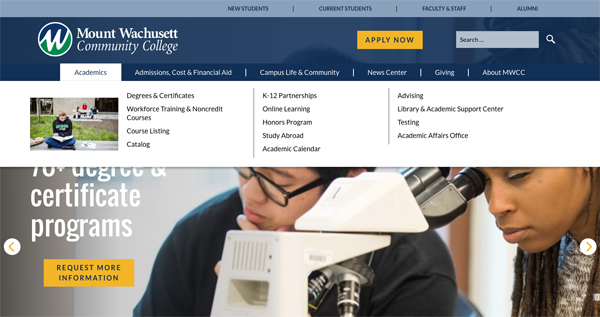 NEW STUDENTS | CURRENT STUDENTS | FACULTY & STAFF | ALUMNI
Mount Wachusett
Community College
APPLY NOW
Search ...
Academics
Admissions, Cost & Financial Aid | Campus Life & Community | News Center | Giving | About MWCC
Degrees & Certificates
Workforce Training & Noncredit
Courses
Course Listing
Catalog
K-12 Partnerships
Online Learning
Honors Program
Study Abroad
Academic Calendar
Advising
Library & Academic Support Center
Testing
Academic Affairs Office
70+ degree &
certificate
programs
REQUEST MORE
INFORMATION